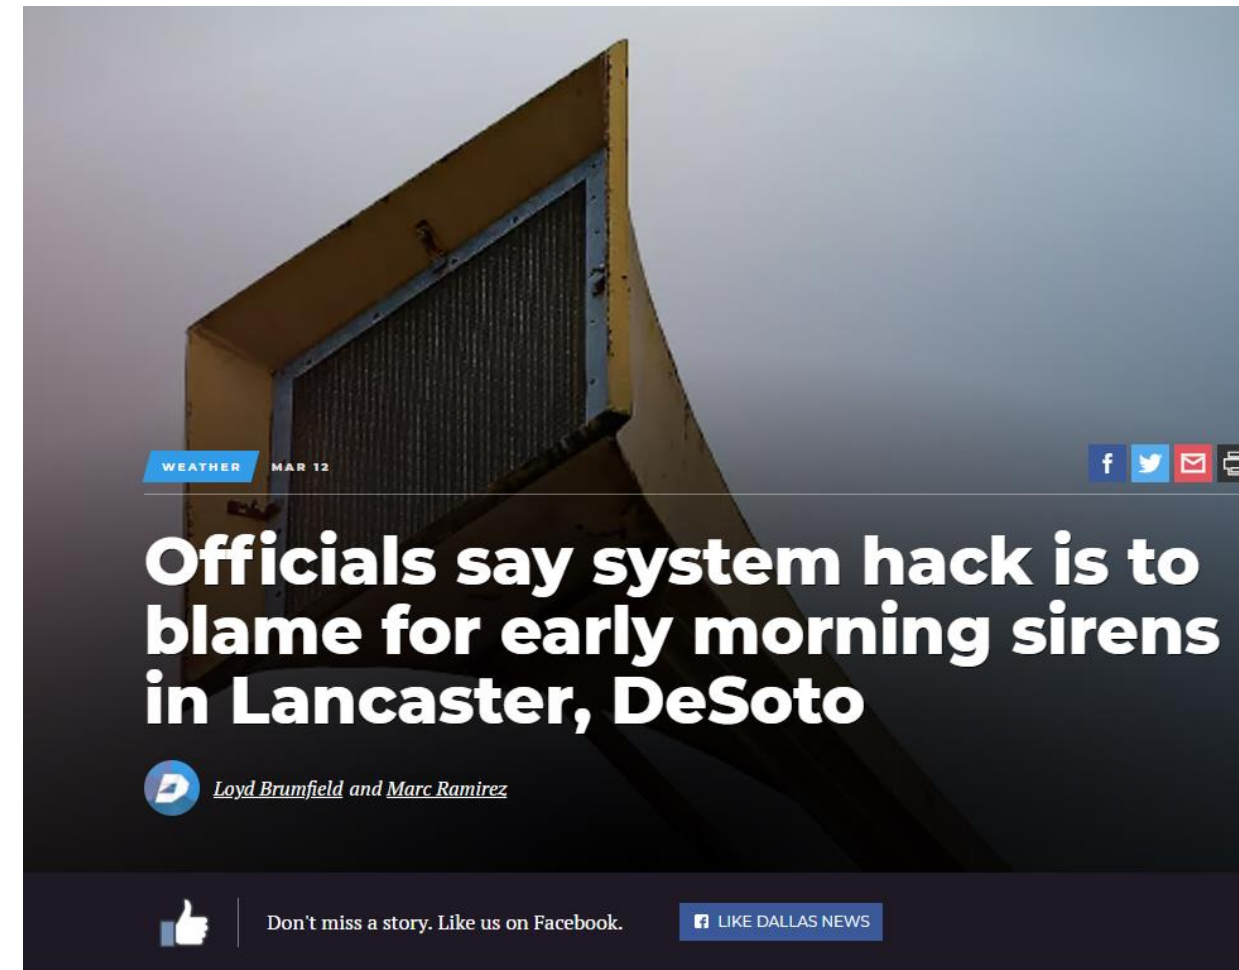 WEATHER MAR 12
Officials say system hack is to
blame for early morning sirens
in Lancaster, DeSoto
Loyd Brumfield and Marc Ramirez
Don't miss a story. Like us on Facebook. LIKE DALLAS NEWS